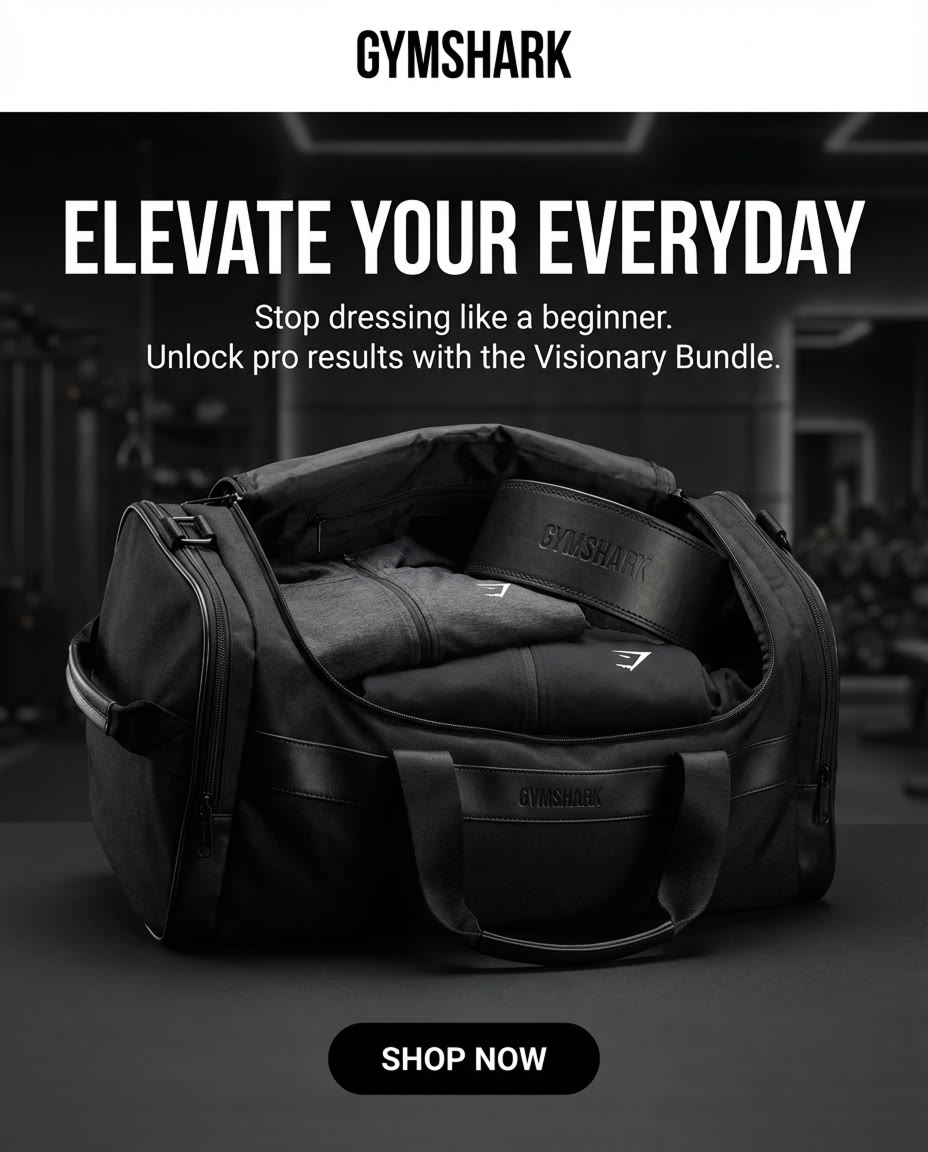 GYMSHARK
ELEVATE YOUR EVERYDAY
Stop dressing like a beginner.
Unlock pro results with the Visionary Bundle.
GYMSHARK
GYMSHARK
SHOP NOW